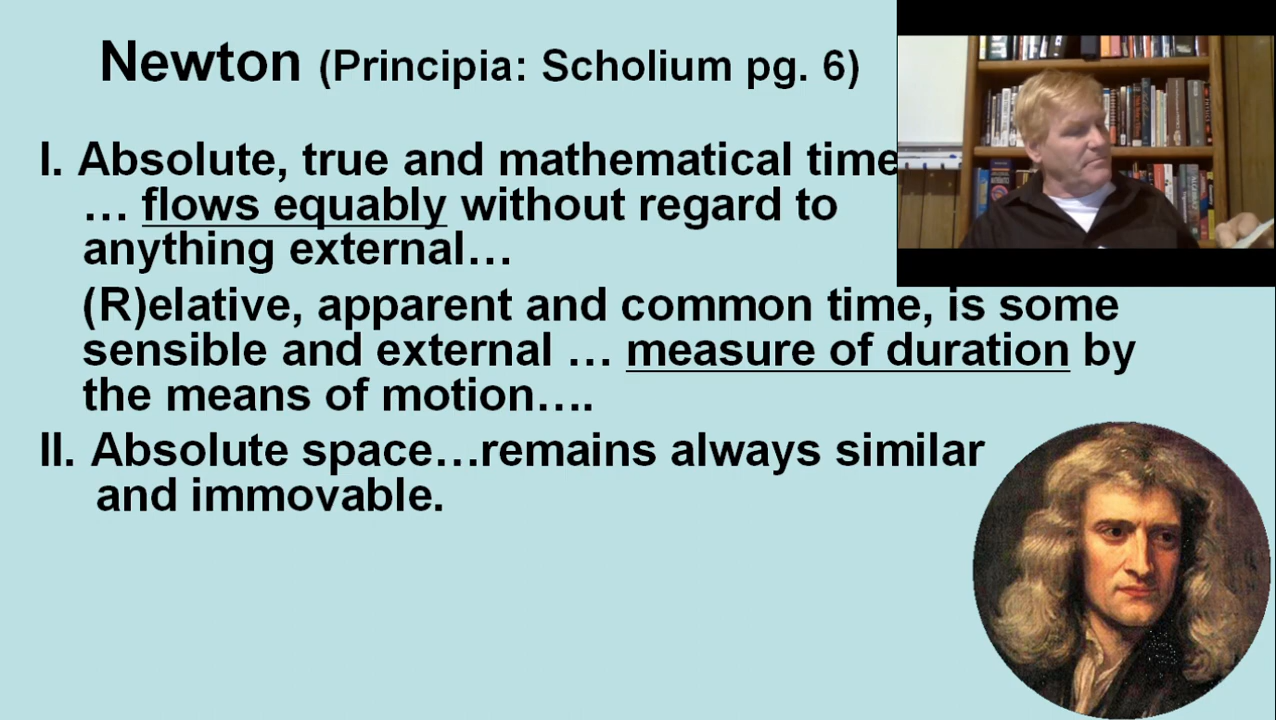 Newton (Principia: Scholium pg. 6)
I. Absolute, true and mathematical time
… flows equably without regard to
anything external…
(R)elative, apparent and common time, is some
sensible and external … measure of duration by
the means of motion….
II. Absolute space…remains always similar
and immovable.